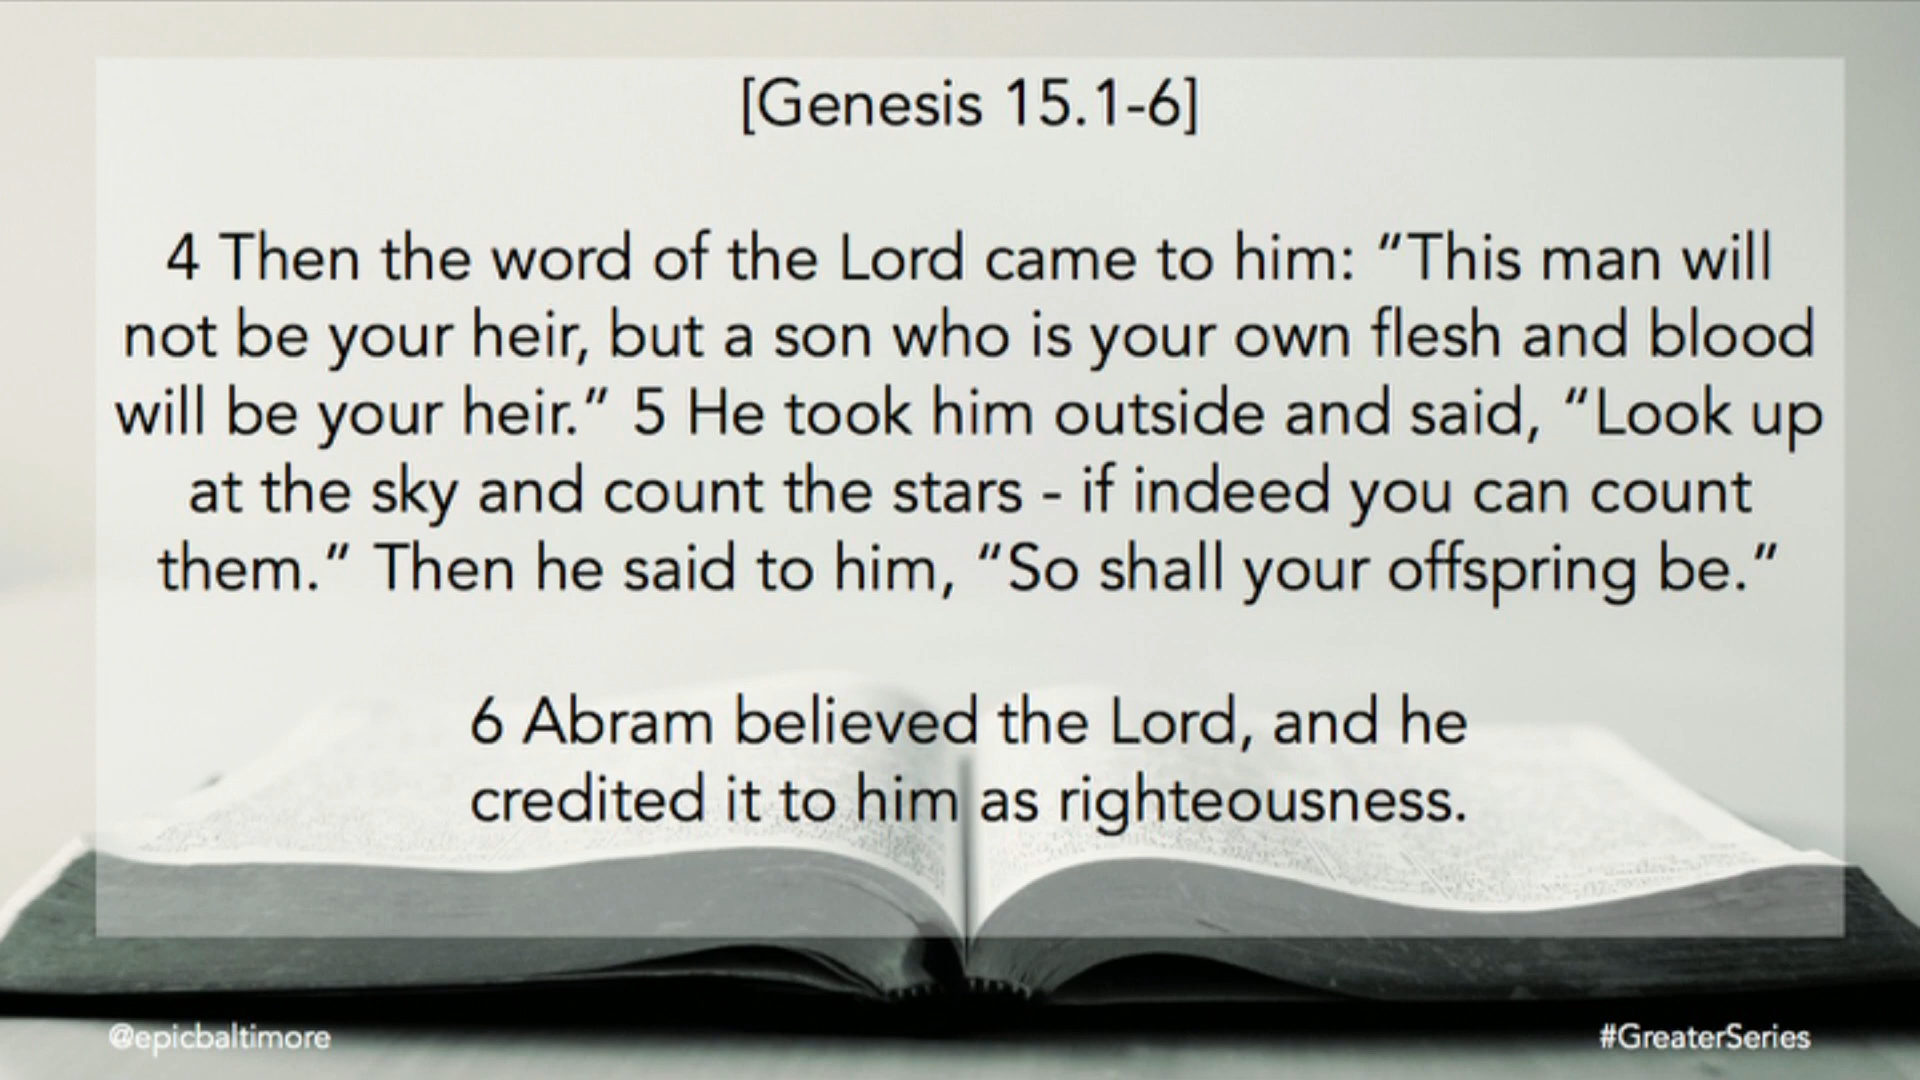 [Genesis 15.1-6]
4 Then the word of the Lord came to him: “This man will
not be your heir, but a son who is your own flesh and blood
will be your heir.” 5 He took him outside and said, “Look up
at the sky and count the stars - if indeed you can count
them.” Then he said to him, “So shall your offspring be.”
6 Abram believed the Lord, and he
credited it to him as righteousness.
@epicbaltimore
#GreaterSeries